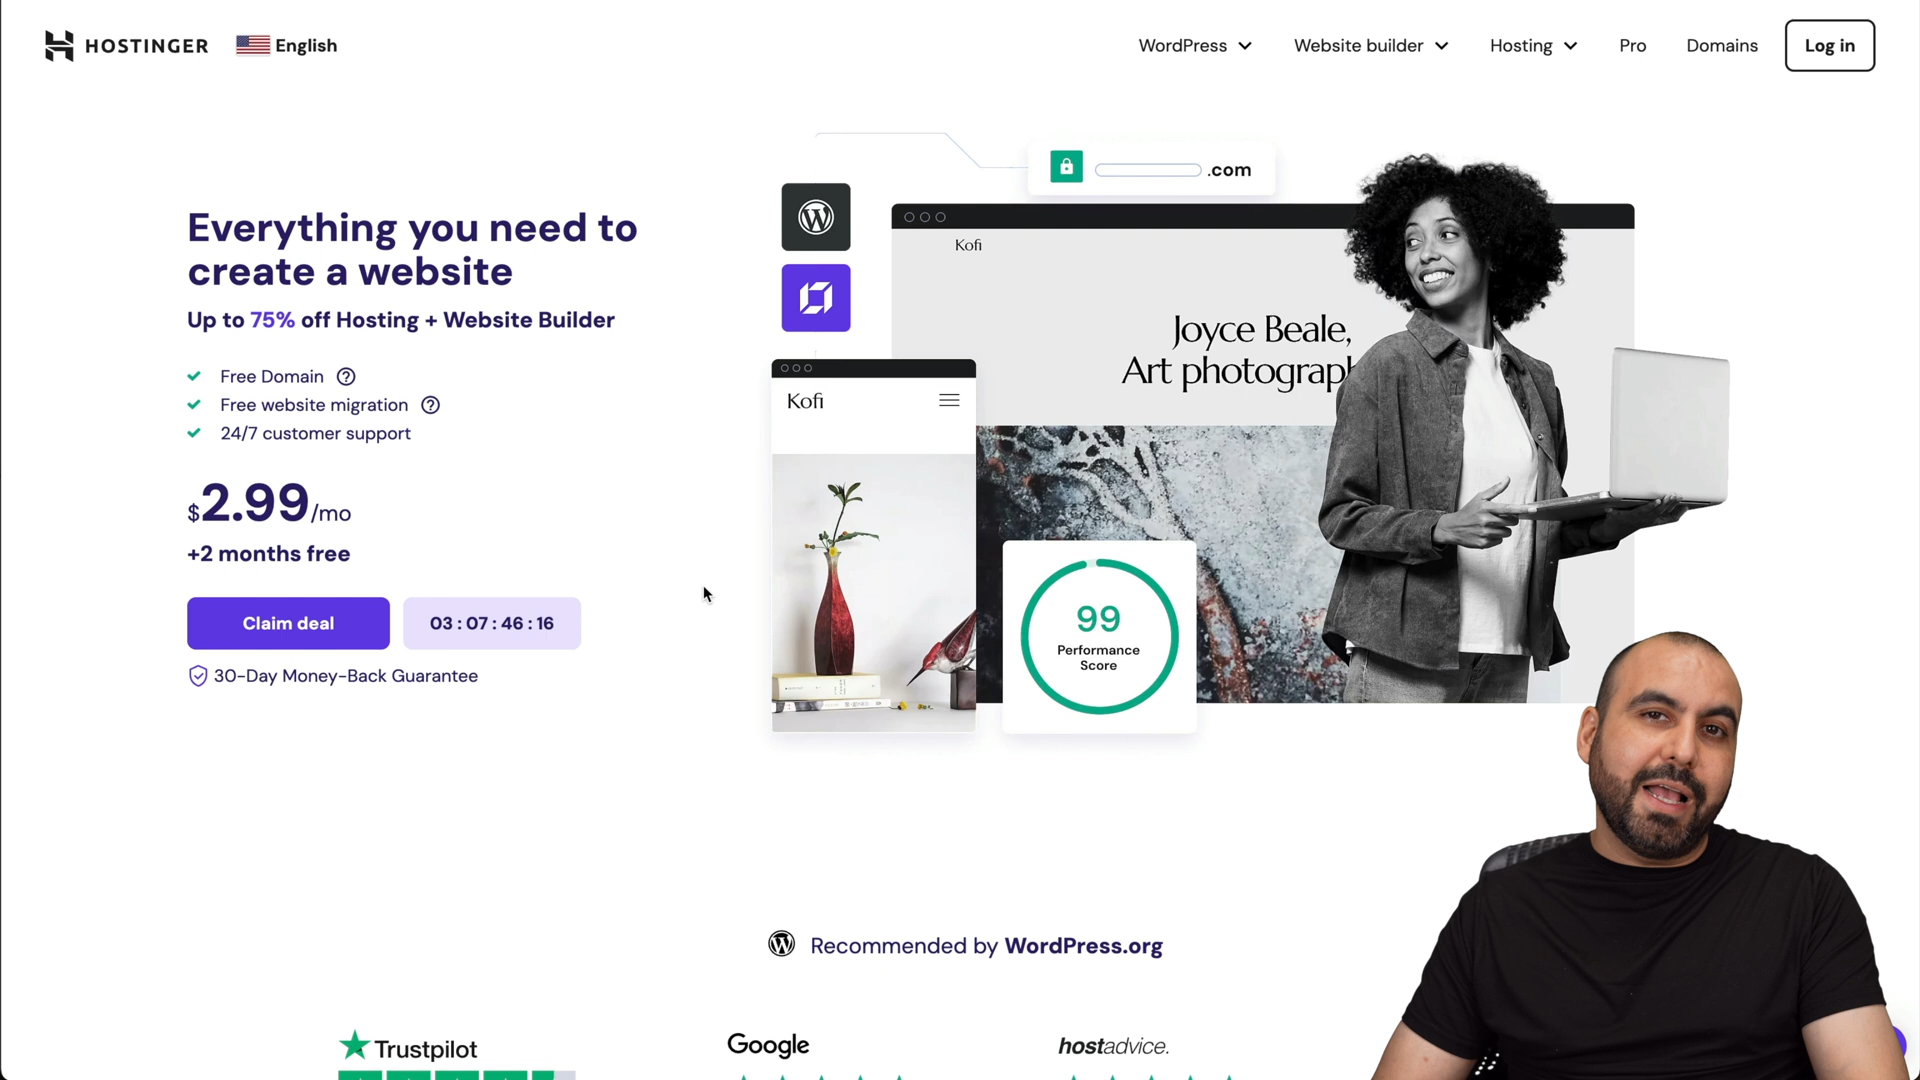 HOSTINGER
English
WordPress
Website builder
Hosting
Pro
Domains
Log in
Everything you need to
create a website
Up to 75% off Hosting + Website Builder
Free Domain
Free website migration
24/7 customer support
$2.99/mo
+2 months free
Claim deal
03 : 07 : 46 : 16
30-Day Money-Back Guarantee
.com
Kofi
Joyce Beale,
Art photograph
Kofi
99
Performance
Score
Recommended by WordPress.org
Trustpilot
Google
hostadvice.